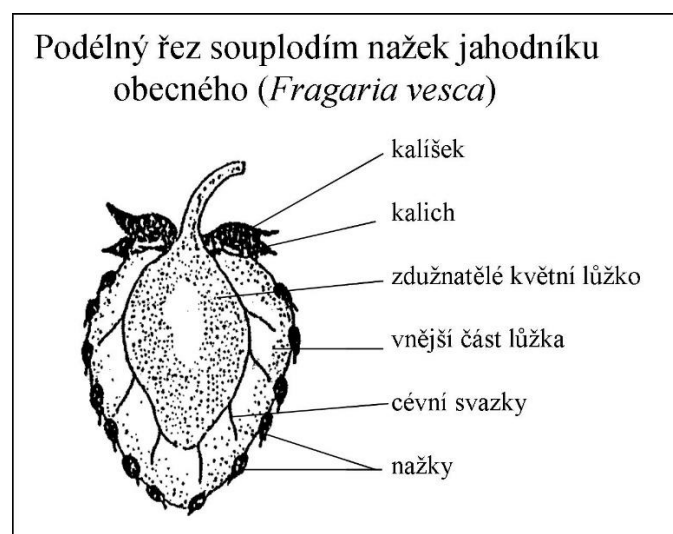 Podélný řez souplodím nažek jahodníku
obecného (Fragaria vesca)
kalíšek
kalich
zdužnatělé květní lůžko
vnější část lůžka
cévní svazky
nažky